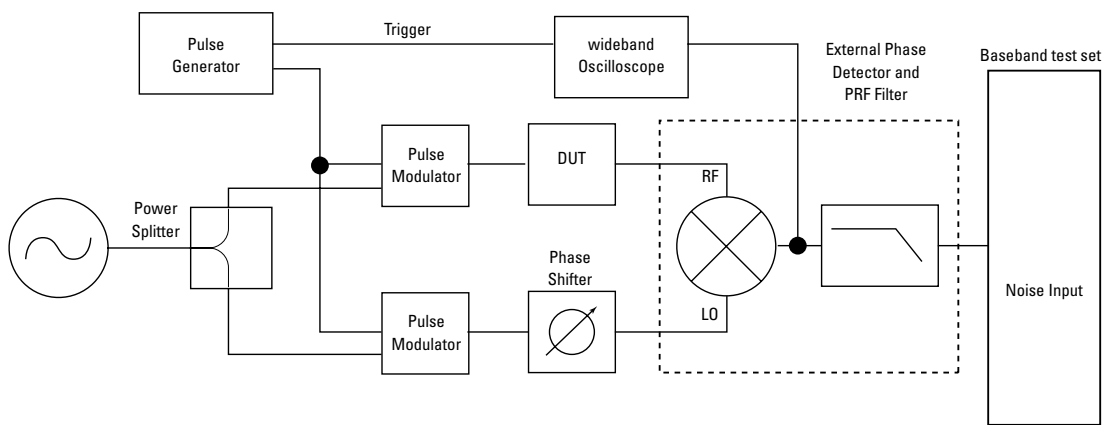 Pulse
Generator
Trigger
wideband
Oscilloscope
External Phase
Detector and
PRF Filter
Baseband test set
Pulse
Modulator
DUT
RF
Power
Splitter
Phase
Shifter
Noise Input
LO
Pulse
Modulator